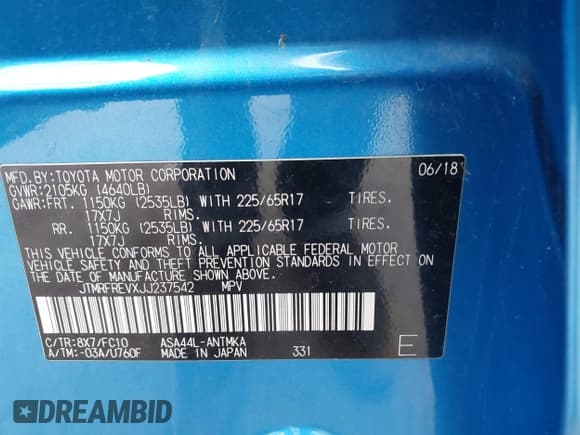 MFD.BY:TOYOTA MOTOR CORPORATION 06/18
GVWR:2105KG (4640LB)
GAWR:FRT. 1150KG (2535LB) WITH 225/65R17 TIRES.
17X7J RIMS.
RR. 1150KG (2535LB) WITH 225/65R17 TIRES.
17X7J RIMS.
THIS VEHICLE CONFORMS TO ALL APPLICABLE FEDERAL MOTOR
VEHICLE SAFETY AND THEFT PREVENTION STANDARDS IN EFFECT ON
THE DATE OF MANUFACTURE SHOWN ABOVE.
JTMRFREVXJJ237542 MPV
C/TR:8X7/FC10 ASA44L-ANTMKA
A/TM:-03A/U760F MADE IN JAPAN 331 E
DREAMBID